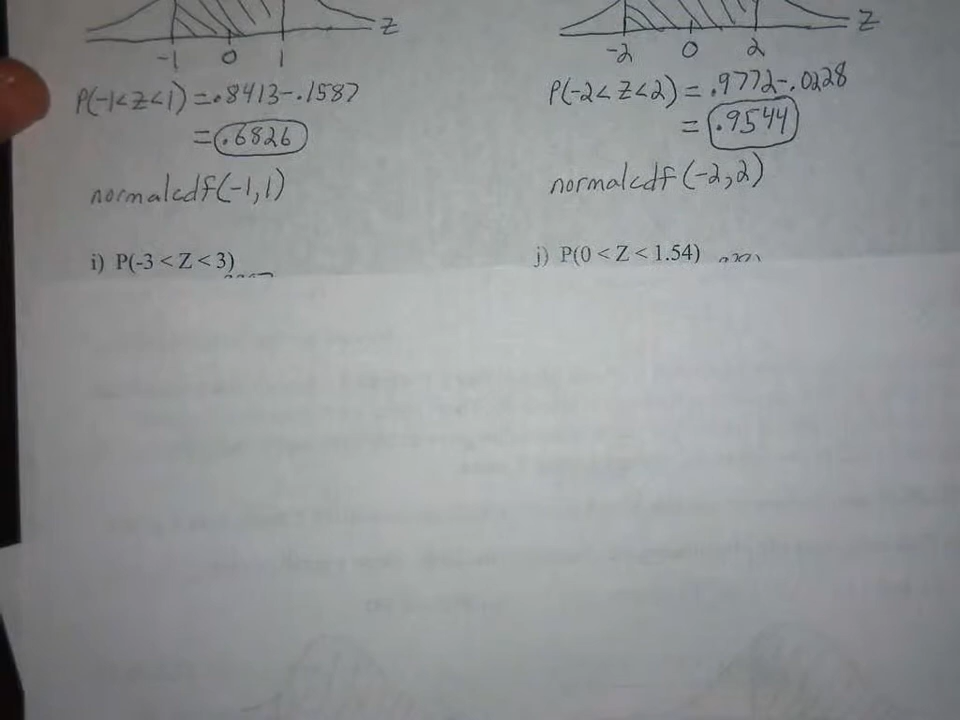 Z Z
-1 0 1 -2 0 2
P(-1<Z<1) = .8413-.1587 P(-2<Z<2) = .9772-.0228
= .6826 = .9544
normalcdf(-1,1) normalcdf(-2,2)
i) P(-3 < Z < 3) j) P(0 < Z < 1.54)